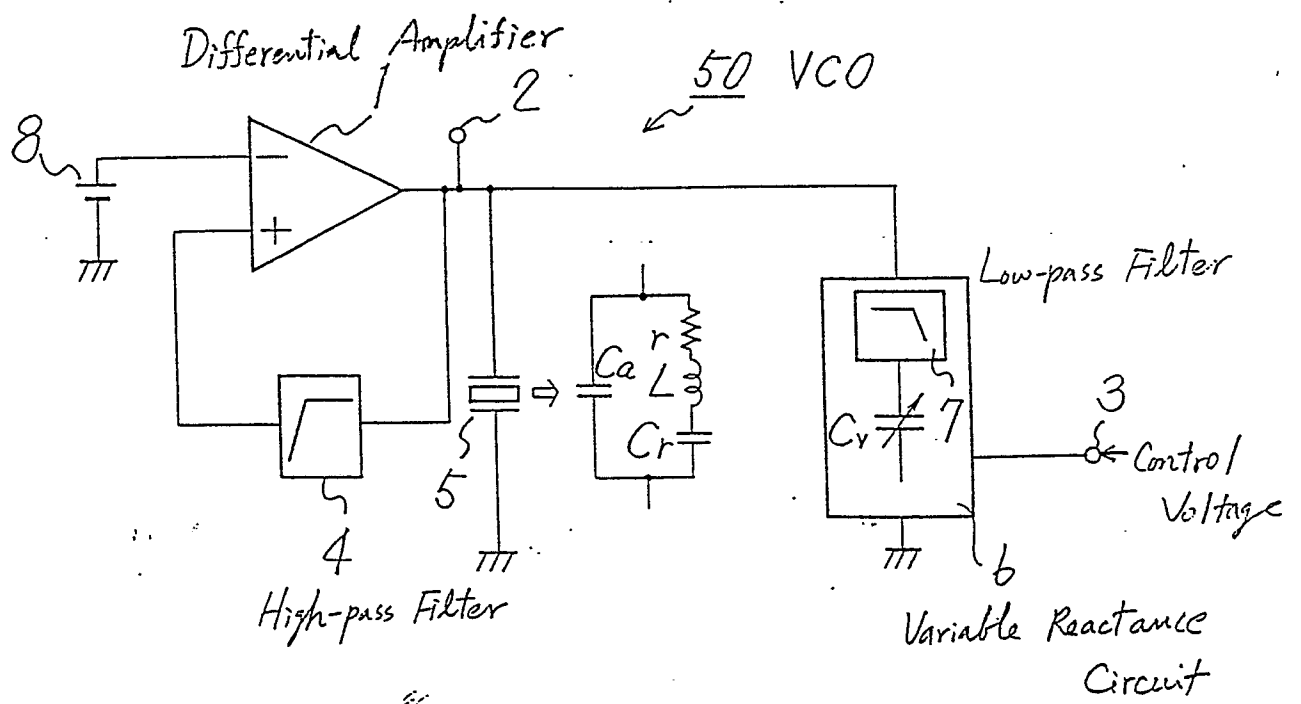 Differential Amplifier
1
2
50 VCO
8
−
+
Low-pass Filter
r
Ca
L
Cr
Cv
7
3
Control
Voltage
5
4
High-pass Filter
6
Variable Reactance
Circuit